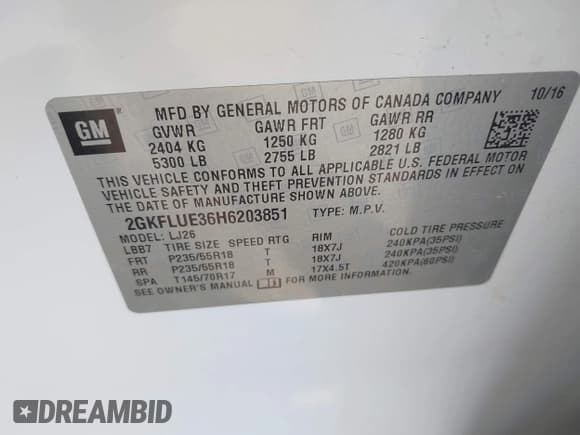 GM
MFD BY GENERAL MOTORS OF CANADA COMPANY 10/16
GVWR GAWR FRT GAWR RR
2404 KG 1250 KG 1280 KG
5300 LB 2755 LB 2821 LB
THIS VEHICLE CONFORMS TO ALL APPLICABLE U.S. FEDERAL MOTOR
VEHICLE SAFETY AND THEFT PREVENTION STANDARDS IN EFFECT ON
THE DATE OF MANUFACTURE SHOWN ABOVE.
2GKFLUE36H6203851 TYPE: M.P.V.
MODEL: LJ26
LBB7 TIRE SIZE SPEED RTG RIM COLD TIRE PRESSURE
FRT P235/55R18 T 18X7J 240KPA(35PSI)
RR P235/55R18 T 18X7J 240KPA(35PSI)
SPA T145/70R17 M 17X4.5T 420KPA(60PSI)
SEE OWNER'S MANUAL FOR MORE INFORMATION.
DREAMBID